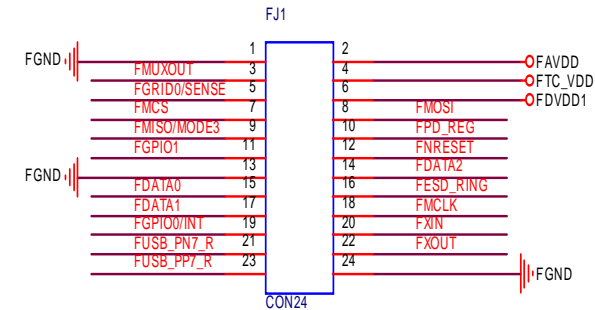 FJ1
1 2
FGND FAVDD
FMUXOUT 3 4 FTC_VDD
FGRID0/SENSE 5 6 FDVDD1
FMCS 7 8 FMOSI
FMISO/MODE3 9 10 FPD_REG
FGPIO1 11 12 FNRESET
13 14 FDATA2
FGND
FDATA0 15 16 FESD_RING
FDATA1 17 18 FMCLK
FGPIO0/INT 19 20 FXIN
FUSB_PN7_R 21 22 FXOUT
FUSB_PP7_R 23 24
FGND
CON24